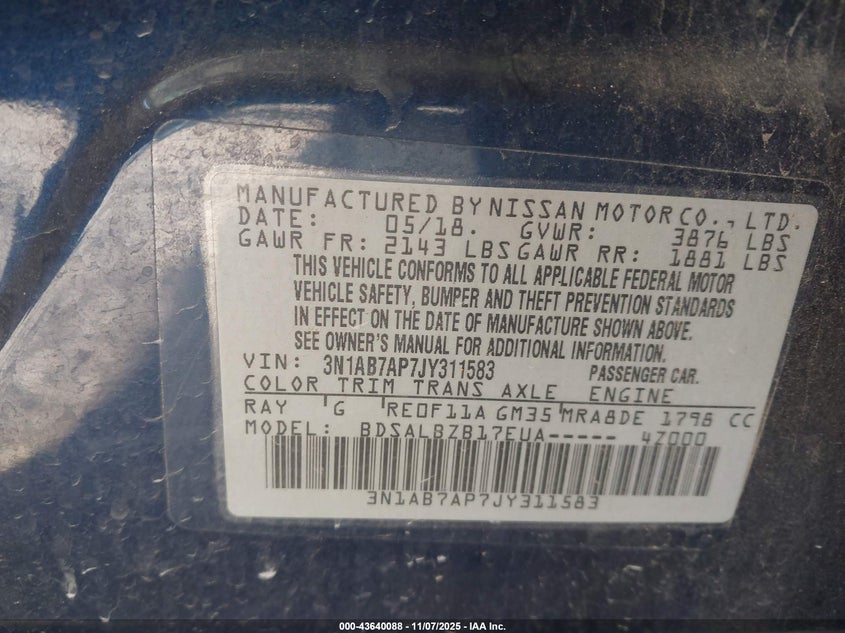 MANUFACTURED BY NISSAN MOTOR CO., LTD.
DATE: 05/18. GVWR: 3876 LBS
GAWR FR: 2143 LBS GAWR RR: 1881 LBS
THIS VEHICLE CONFORMS TO ALL APPLICABLE FEDERAL MOTOR
VEHICLE SAFETY, BUMPER AND THEFT PREVENTION STANDARDS
IN EFFECT ON THE DATE OF MANUFACTURE SHOWN ABOVE.
SEE OWNER'S MANUAL FOR ADDITIONAL INFORMATION.
VIN: 3N1AB7AP7JY311583 PASSENGER CAR.
COLOR TRIM TRANS AXLE ENGINE
RAY G RE0F11A GM35 MRA8DE 1798 CC
MODEL: BDSALBZB17EUA----- 4Z000
3N1AB7AP7JY311583
000-43640088 - 11/07/2025 - IAA Inc.